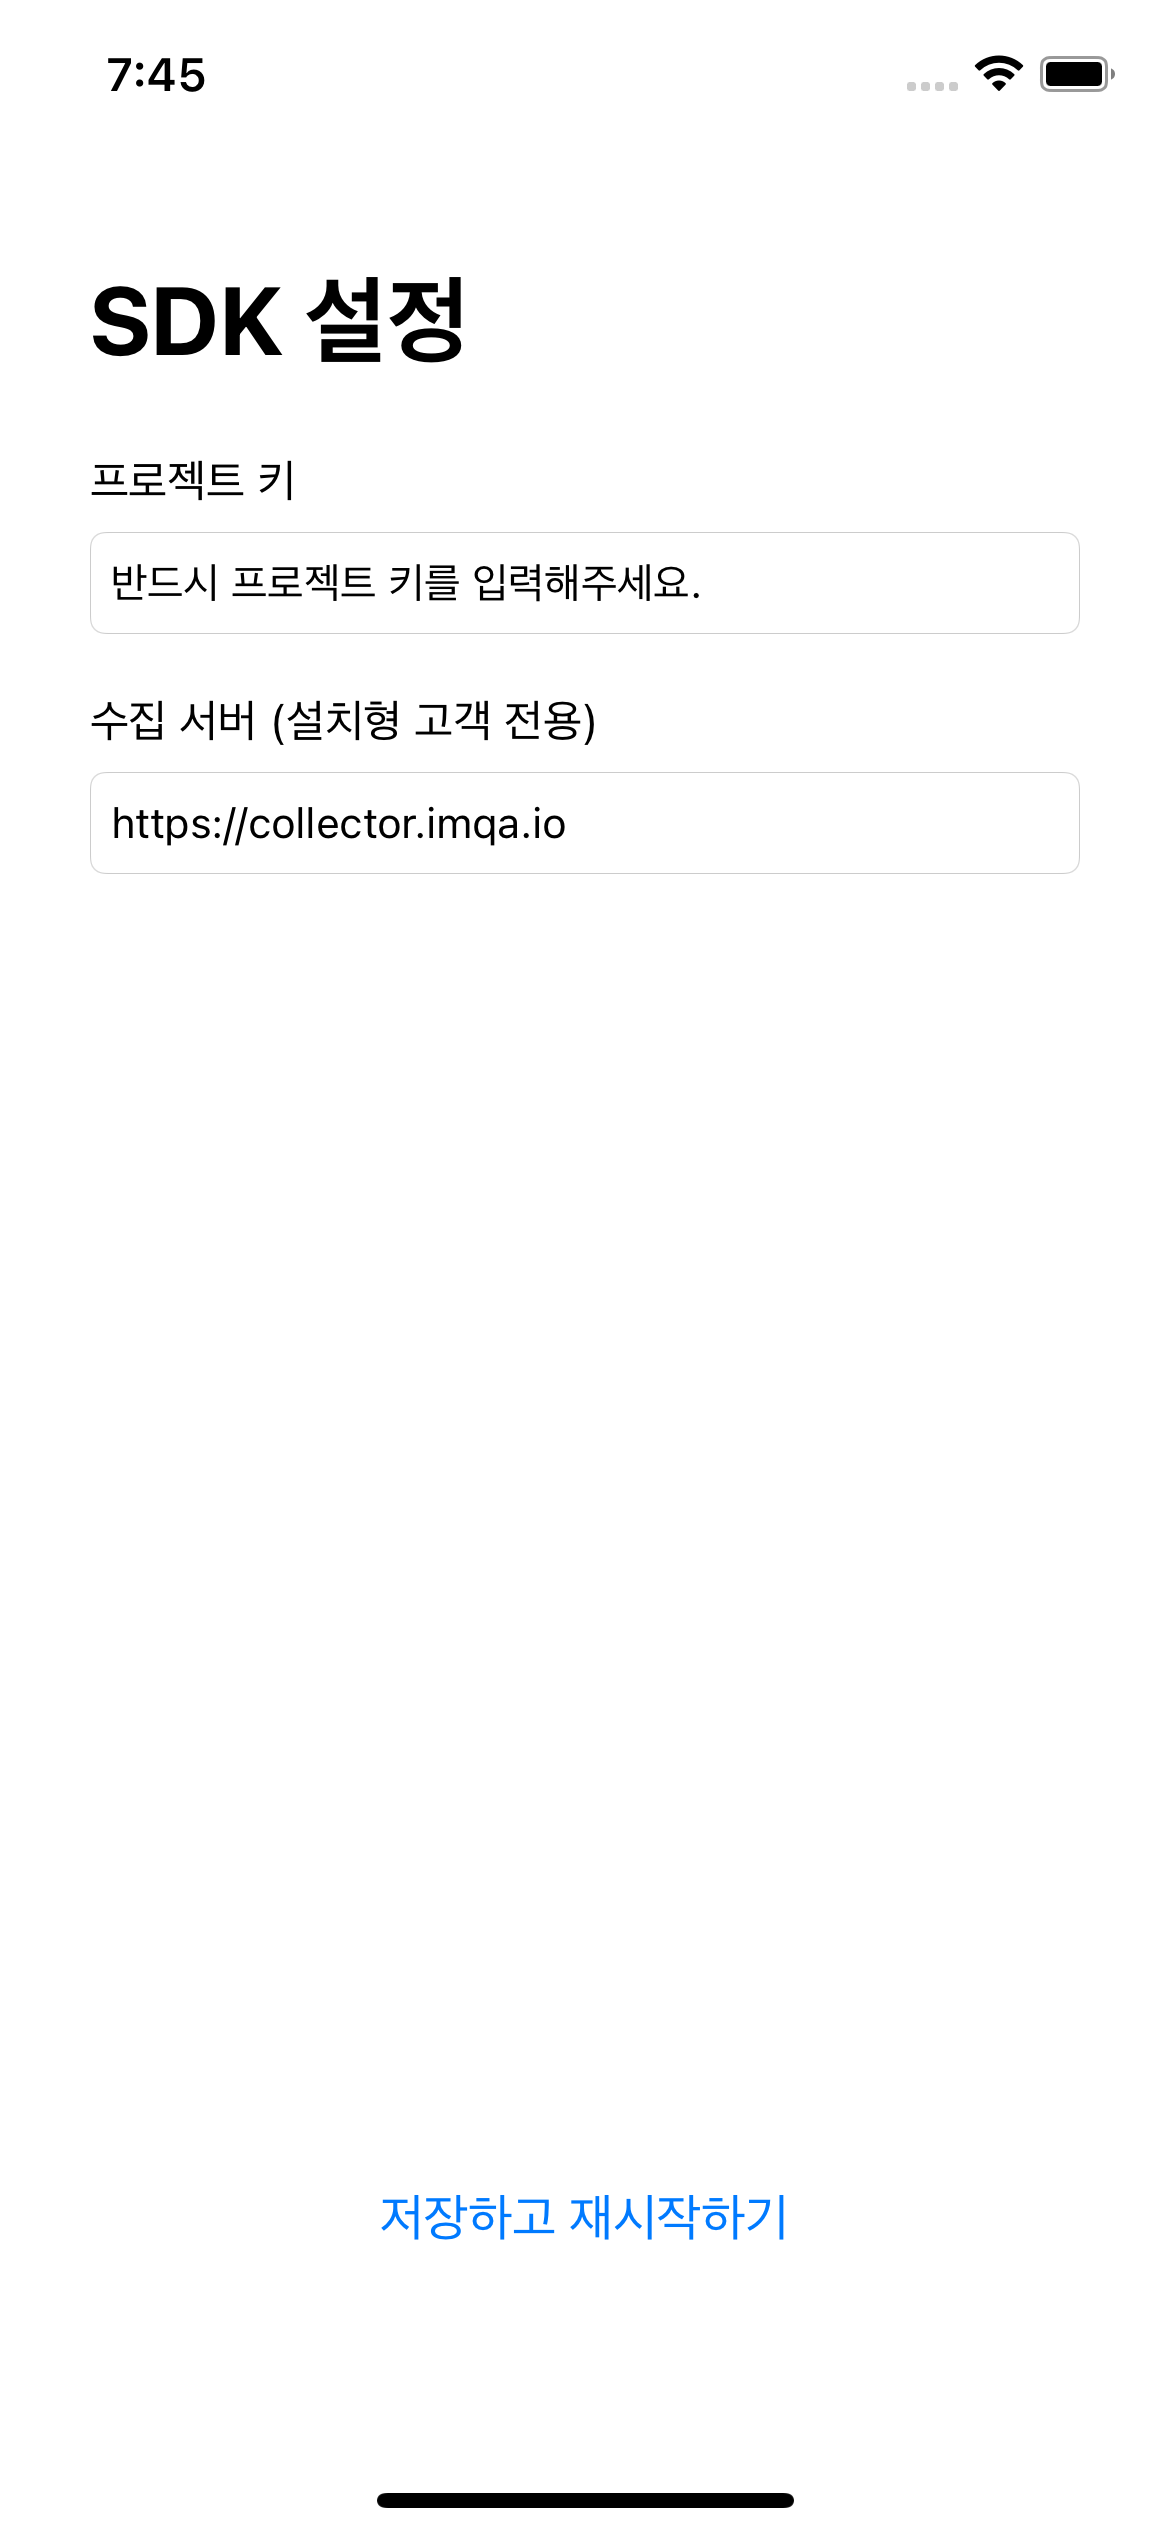 7:45
SDK 설정
프로젝트 키
반드시 프로젝트 키를 입력해주세요.
수집 서버 (설치형 고객 전용)
https://collector.imqa.io
저장하고 재시작하기